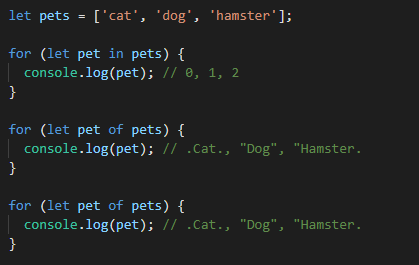 let pets = ['cat', 'dog', 'hamster'];
for (let pet in pets) {
console.log(pet); // 0, 1, 2
}
for (let pet of pets) {
console.log(pet); // .Cat., "Dog", "Hamster.
}
for (let pet of pets) {
console.log(pet); // .Cat., "Dog", "Hamster.
}